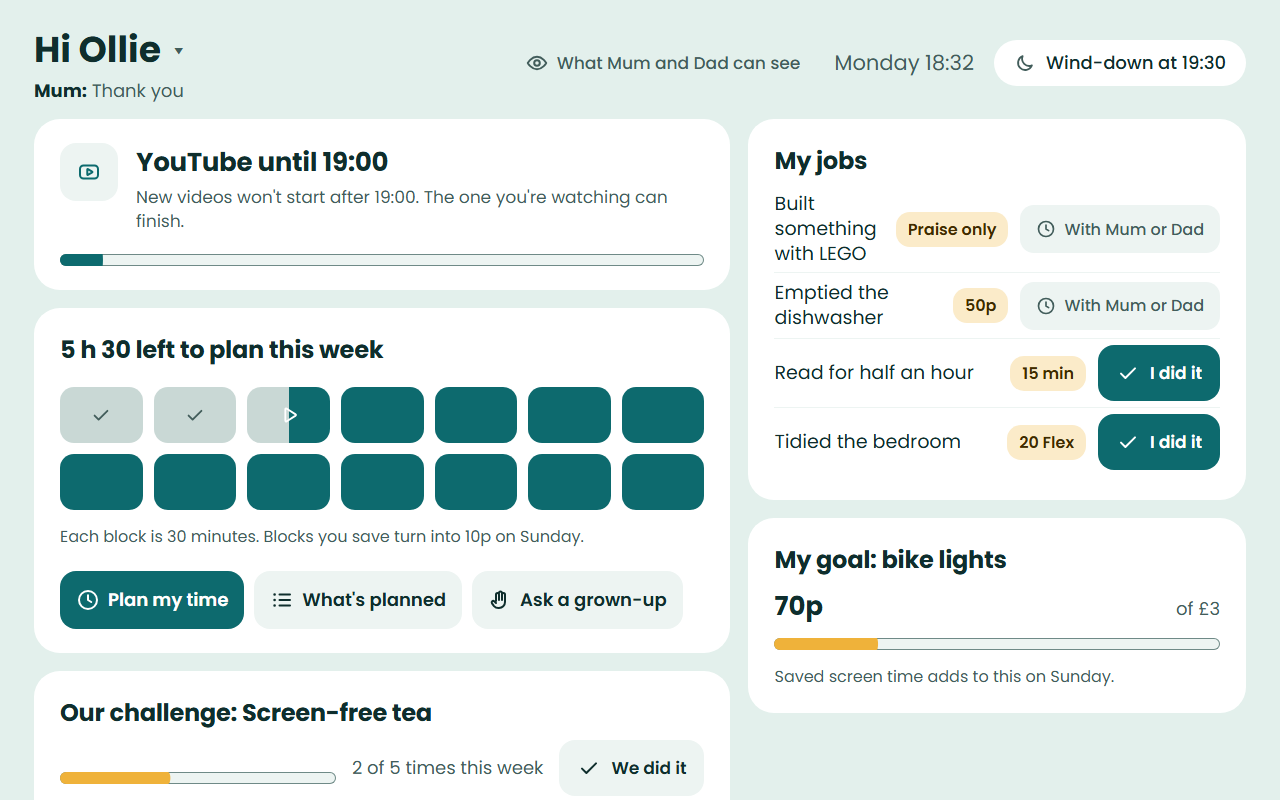 Hi Ollie
Mum: Thank you
What Mum and Dad can see
Monday 18:32
Wind-down at 19:30
YouTube until 19:00
New videos won't start after 19:00. The one you're watching can
finish.
5 h 30 left to plan this week
Each block is 30 minutes. Blocks you save turn into 10p on Sunday.
Plan my time
What's planned
Ask a grown-up
Our challenge: Screen-free tea
2 of 5 times this week
We did it
My jobs
Built
something
with LEGO
Praise only
With Mum or Dad
Emptied the
dishwasher
50p
With Mum or Dad
Read for half an hour
15 min
I did it
Tidied the bedroom
20 Flex
I did it
My goal: bike lights
70p
of £3
Saved screen time adds to this on Sunday.